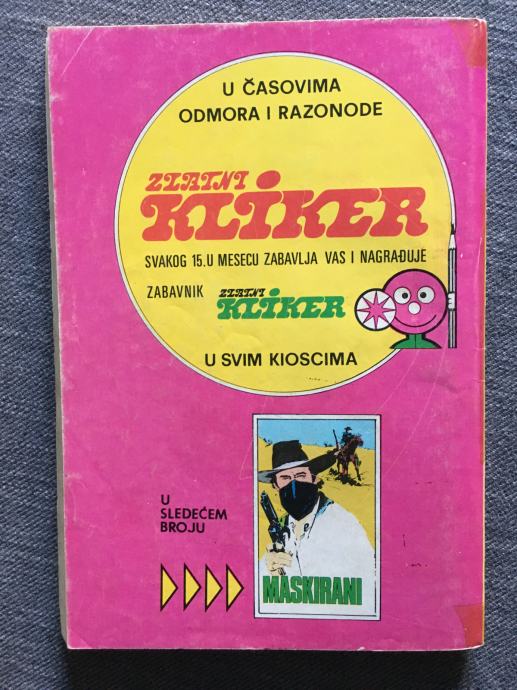 U ČASOVIMA
ODMORA I RAZONODE
ZLATNI
KLIKER
SVAKOG 15. U MESECU ZABAVLJA VAS I NAGRAĐUJE
ZABAVNIK ZLATNI
KLIKER
U SVIM KIOSCIMA
U
SLEDEĆEM
BROJU
MASKIRANI